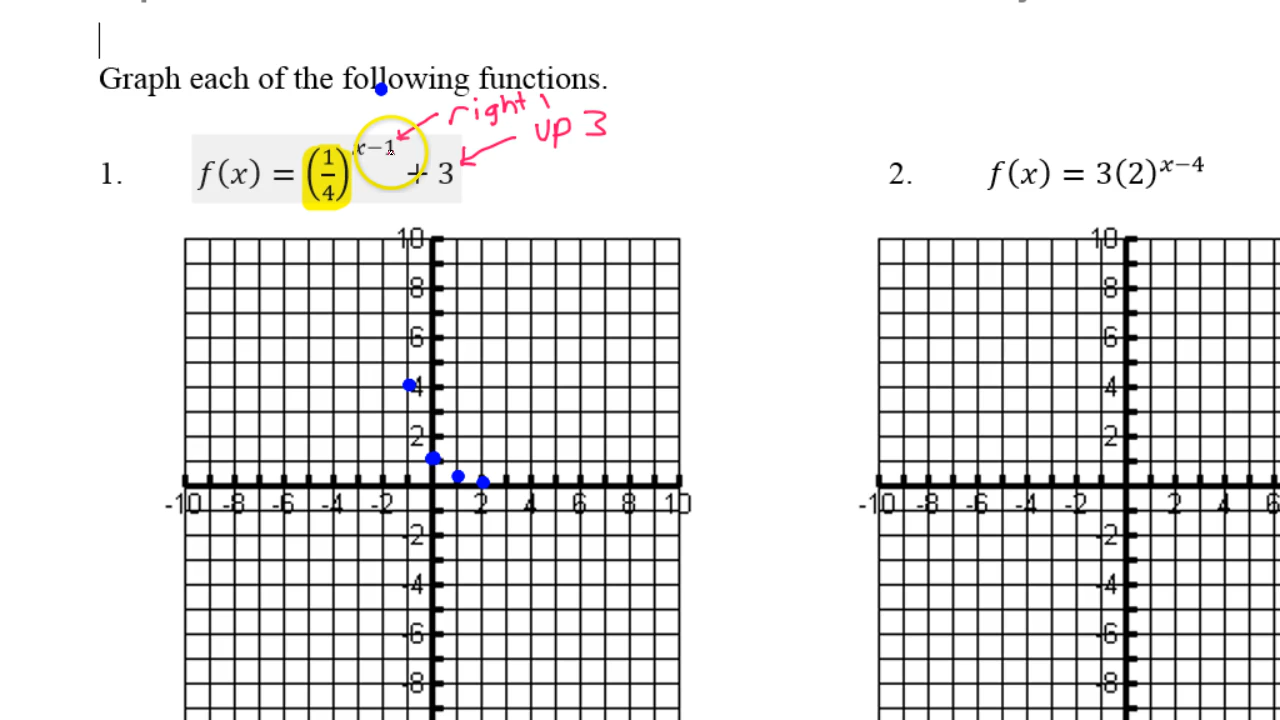 Graph each of the following functions.
right 1
up 3
1. f(x) = (1/4)^{x−1} + 3
2. f(x) = 3(2)^{x−4}
10 10
8 8
6 6
4 4
2 2
-10 -8 -6 -4 -2 2 4 6 8 10 -10 -8 -6 -4 -2 2 4 6
-2 -2
-4 -4
-6 -6
-8 -8